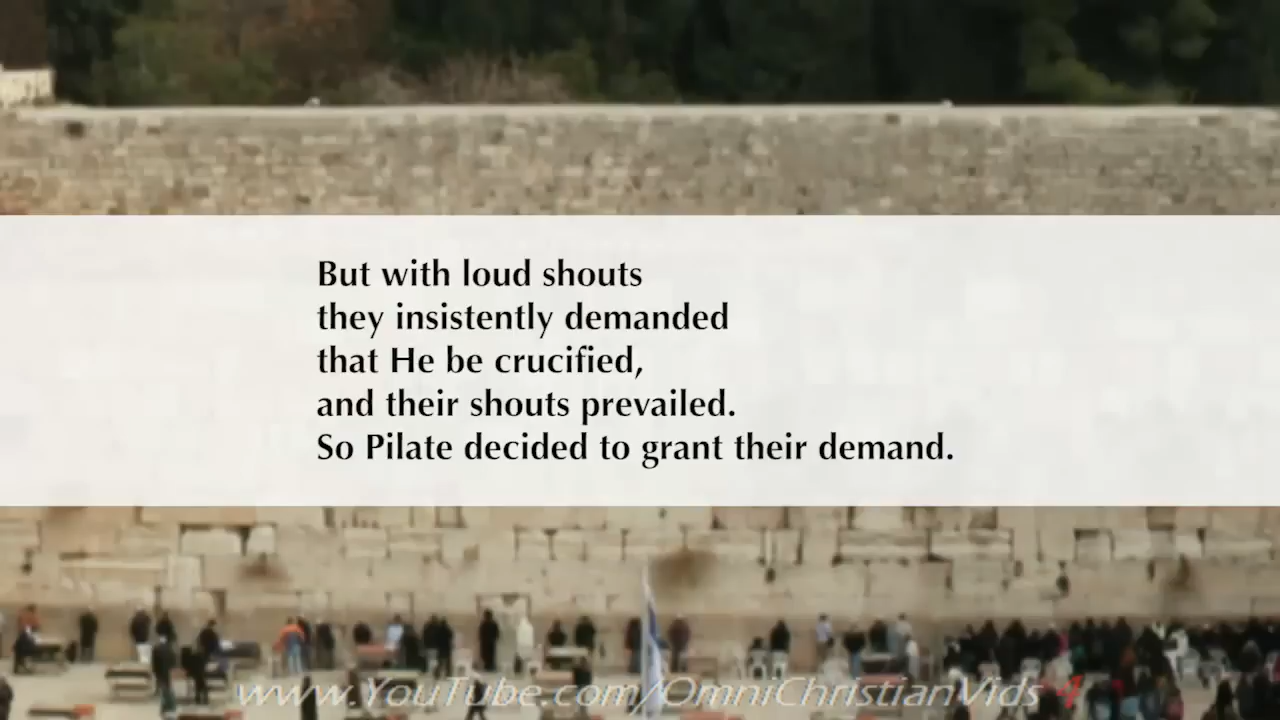 But with loud shouts
they insistently demanded
that He be crucified,
and their shouts prevailed.
So Pilate decided to grant their demand.
www.YouTube.com/OmniChristianVids 4